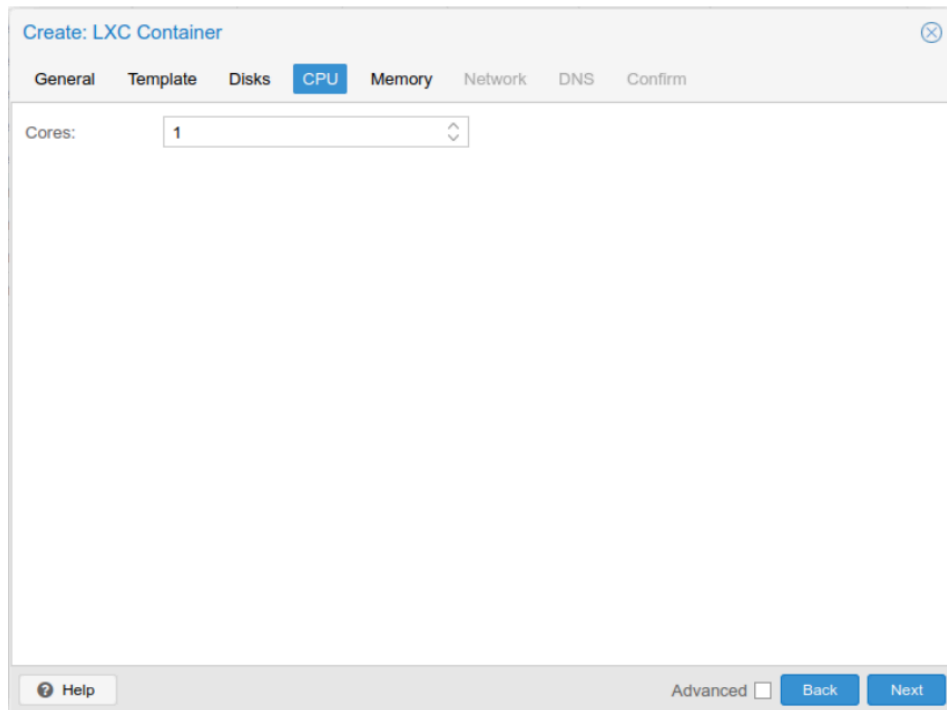 Create: LXC Container
General Template Disks CPU Memory Network DNS Confirm
Cores: 1
Help Advanced Back Next